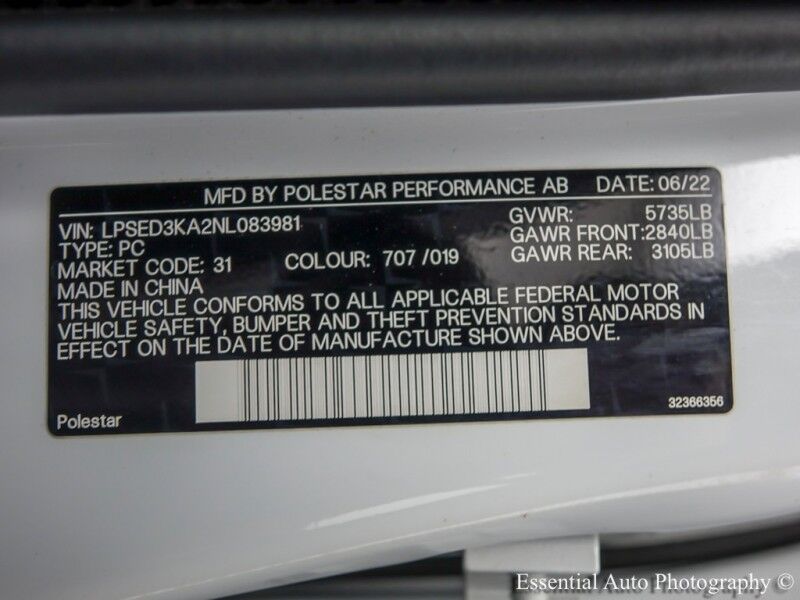 MFD BY POLESTAR PERFORMANCE AB DATE: 06/22
VIN: LPSED3KA2NL083981 GVWR: 5735LB
TYPE: PC GAWR FRONT:2840LB
MARKET CODE: 31 COLOUR: 707 /019 GAWR REAR: 3105LB
MADE IN CHINA
THIS VEHICLE CONFORMS TO ALL APPLICABLE FEDERAL MOTOR
VEHICLE SAFETY, BUMPER AND THEFT PREVENTION STANDARDS IN
EFFECT ON THE DATE OF MANUFACTURE SHOWN ABOVE.
Polestar 32366356
Essential Auto Photography ©